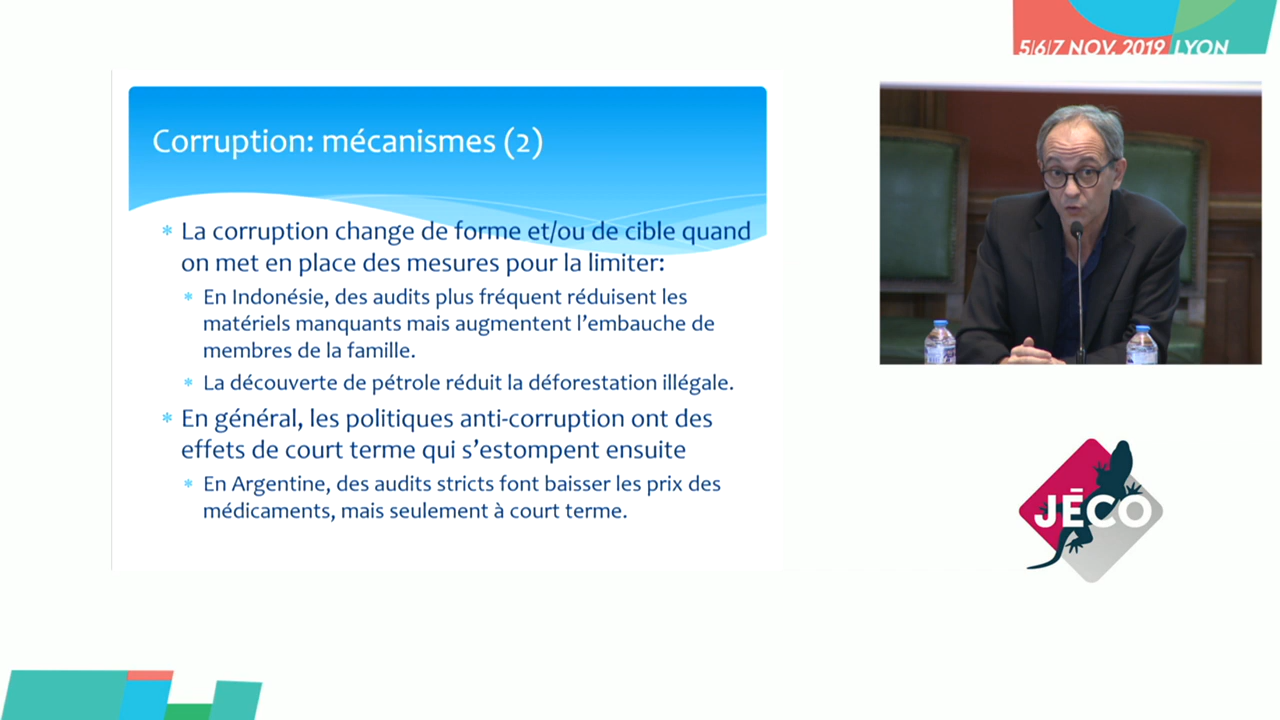 5/6/7 NOV. 2019 LYON
Corruption: mécanismes (2)
* La corruption change de forme et/ou de cible quand
on met en place des mesures pour la limiter:
* En Indonésie, des audits plus fréquent réduisent les
matériels manquants mais augmentent l’embauche de
membres de la famille.
* La découverte de pétrole réduit la déforestation illégale.
* En général, les politiques anti-corruption ont des
effets de court terme qui s’estompent ensuite
* En Argentine, des audits stricts font baisser les prix des
médicaments, mais seulement à court terme.
JĒCO